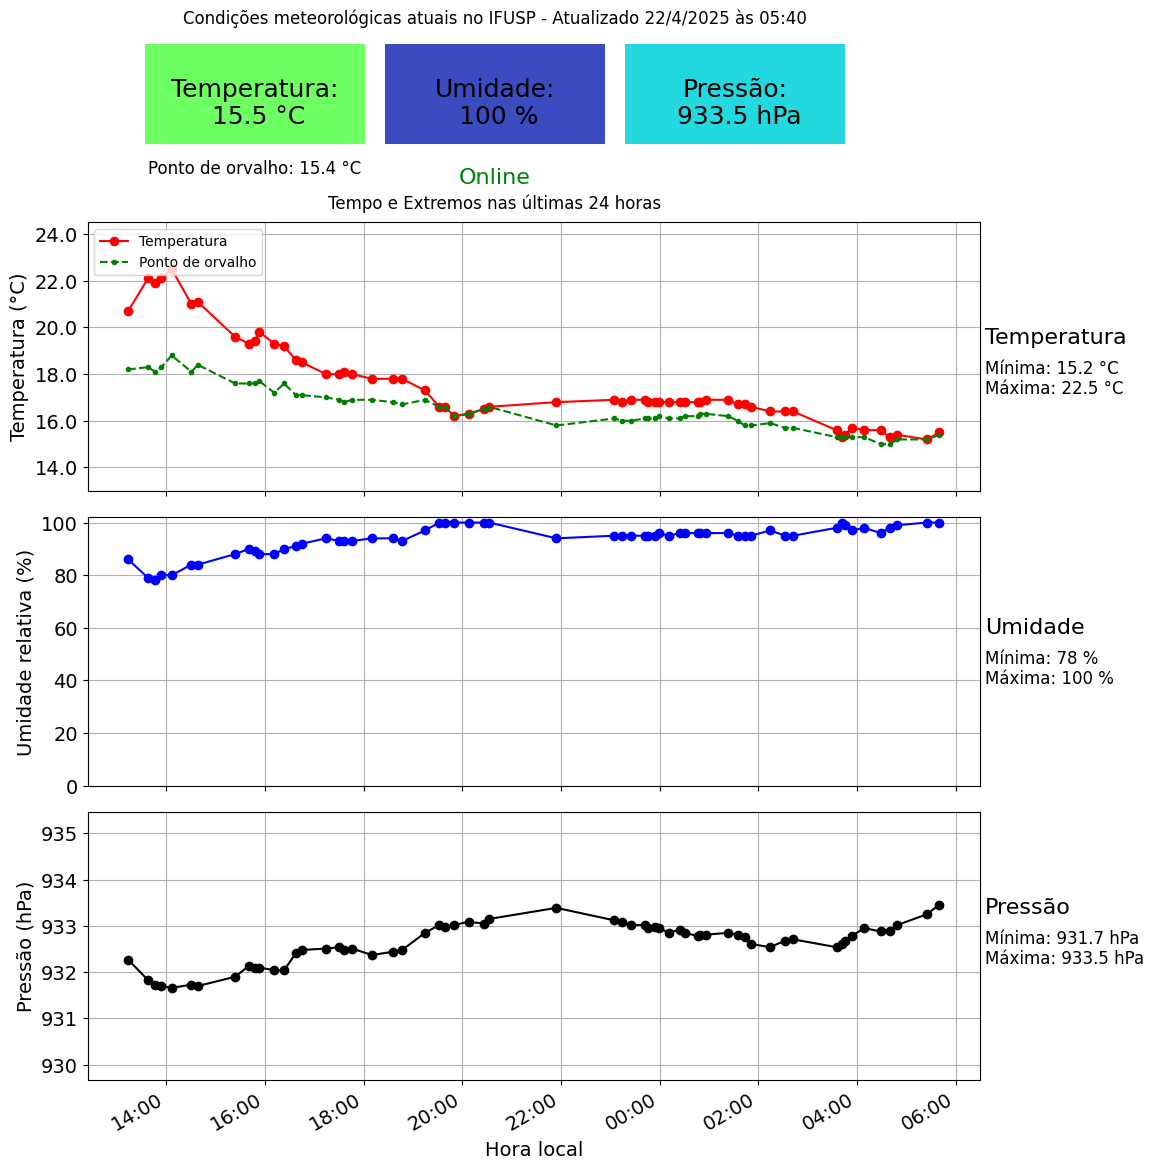 Condições meteorológicas atuais no IFUSP - Atualizado 22/4/2025 às 05:40
Temperatura:
15.5 °C
Umidade:
100 %
Pressão:
933.5 hPa
Ponto de orvalho: 15.4 °C
Online
Tempo e Extremos nas últimas 24 horas
Temperatura (°C)
24.0
22.0
20.0
18.0
16.0
14.0
Temperatura
Ponto de orvalho
Temperatura
Mínima: 15.2 °C
Máxima: 22.5 °C
Umidade relativa (%)
100
80
60
40
20
0
Umidade
Mínima: 78 %
Máxima: 100 %
Pressão (hPa)
935
934
933
932
931
930
Pressão
Mínima: 931.7 hPa
Máxima: 933.5 hPa
14:00 16:00 18:00 20:00 22:00 00:00 02:00 04:00 06:00
Hora local